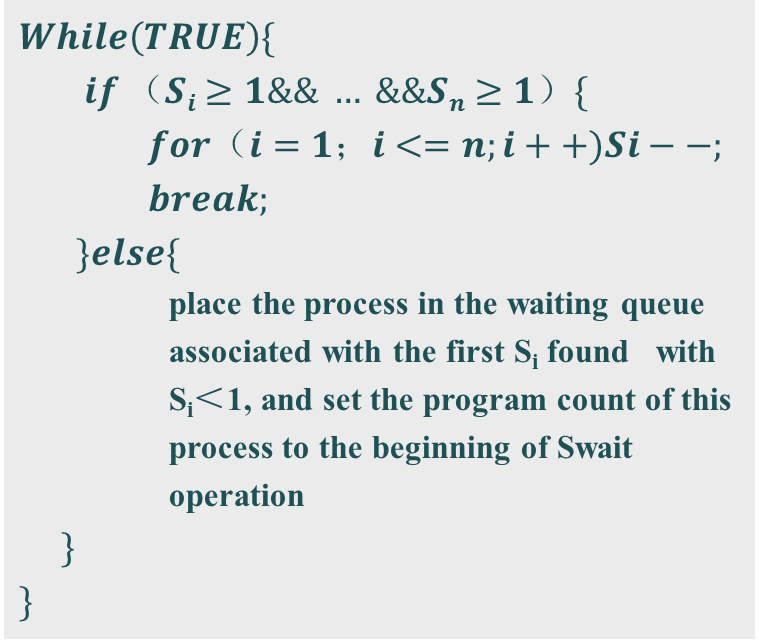 While(TRUE){
if（Sᵢ ≥ 1&& … &&Sₙ ≥ 1）{
for（i = 1；i <= n; i + +)Si − −;
break;
}else{
place the process in the waiting queue
associated with the first Sᵢ found with
Sᵢ＜1, and set the program count of this
process to the beginning of Swait
operation
}
}